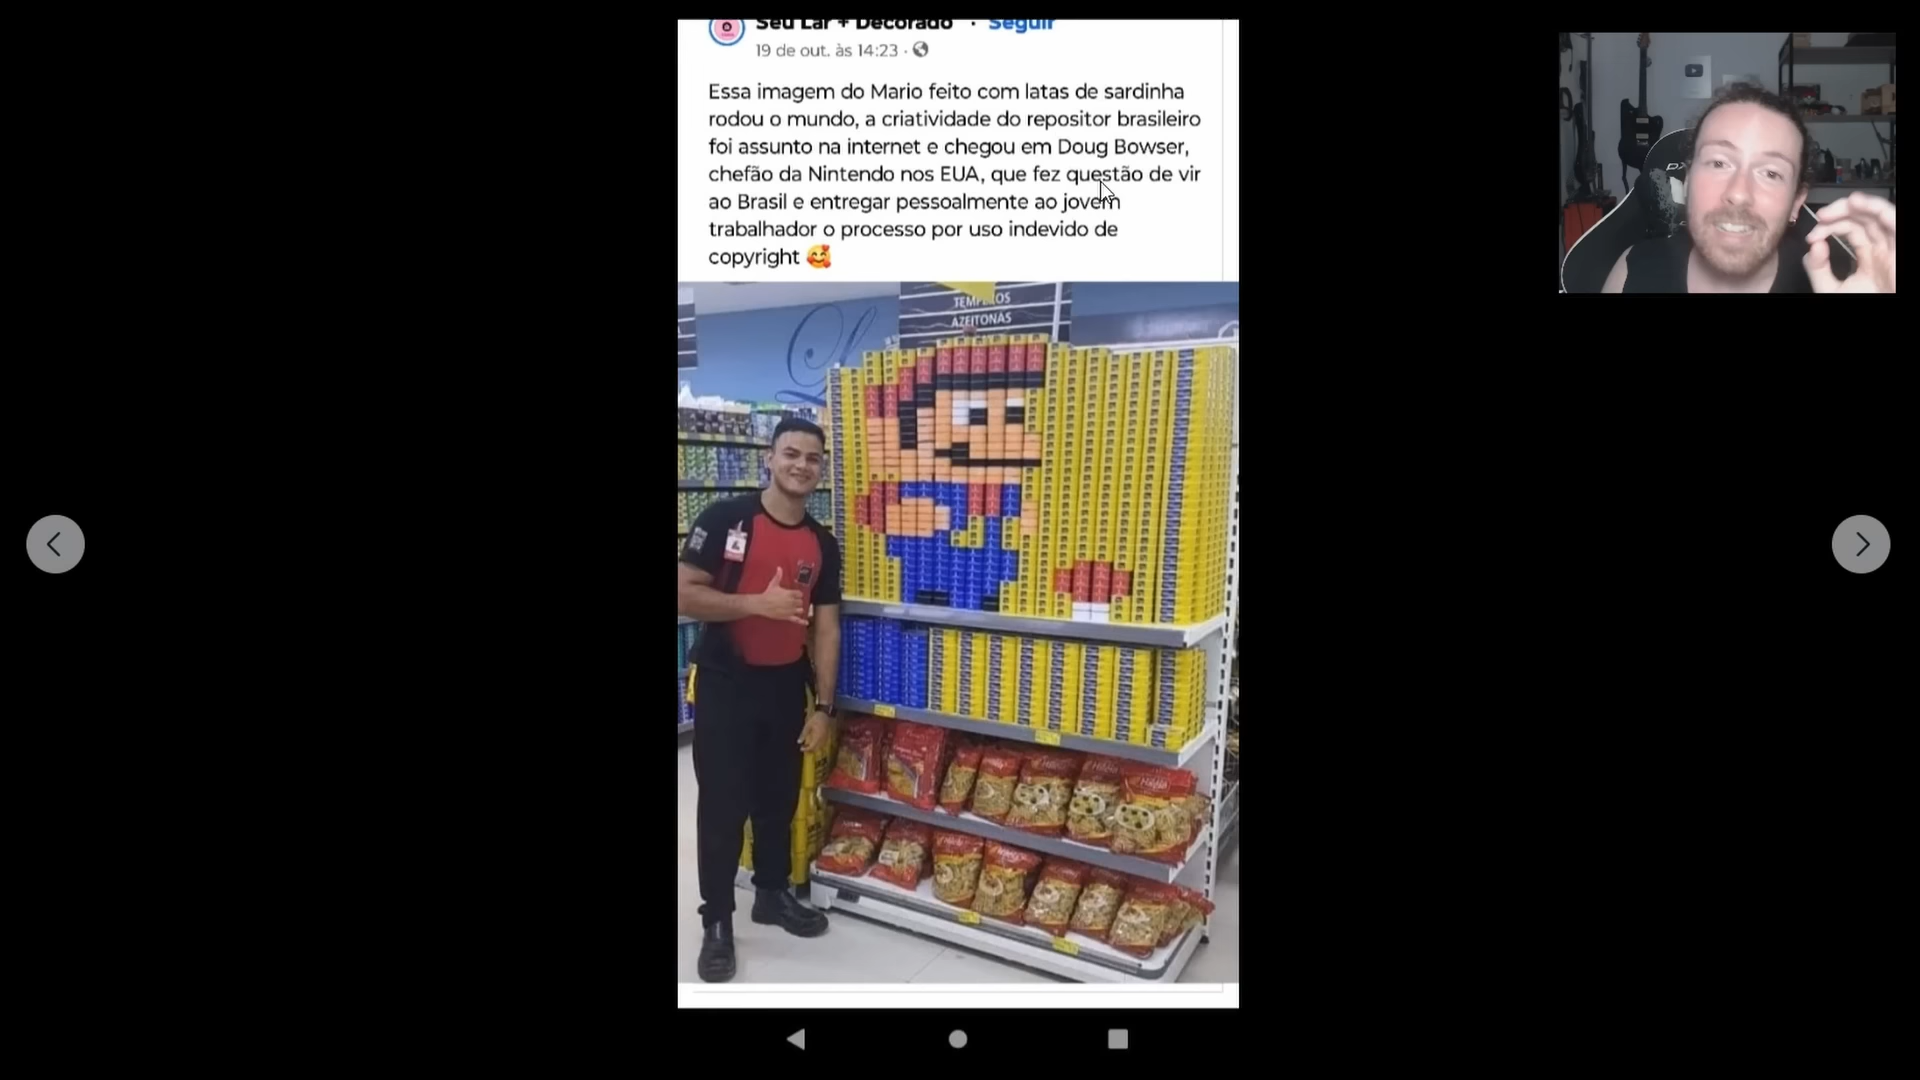 Seu Lar + Decorado · Seguir
19 de out. às 14:23 ·
Essa imagem do Mario feito com latas de sardinha
rodou o mundo, a criatividade do repositor brasileiro
foi assunto na internet e chegou em Doug Bowser,
chefão da Nintendo nos EUA, que fez questão de vir
ao Brasil e entregar pessoalmente ao jovem
trabalhador o processo por uso indevido de
copyright 🥰
TEMPEROS
AZEITONAS